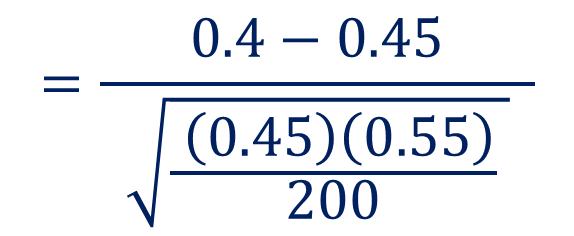 = (0.4 − 0.45) / √((0.45)(0.55) / 200)